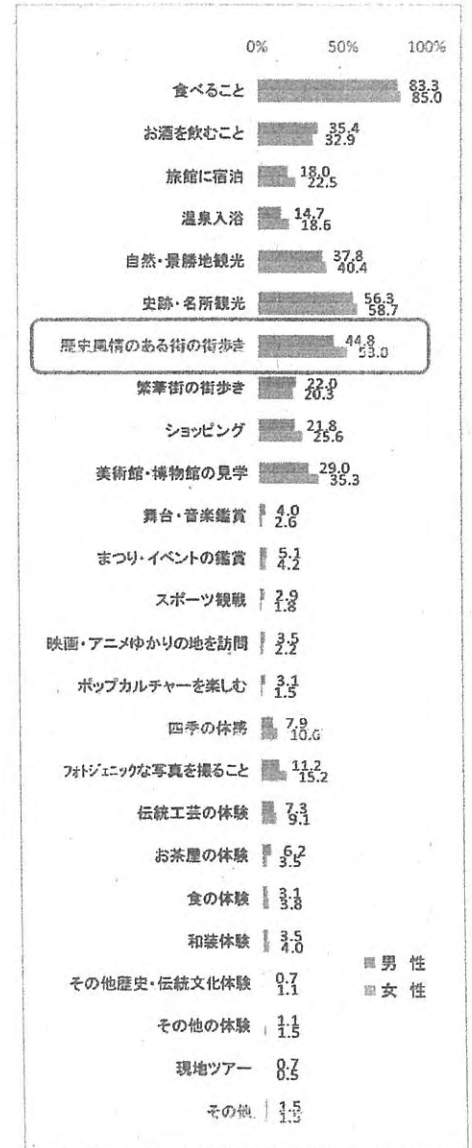 0% 50% 100%
食べること 83.3
85.0
お酒を飲むこと 35.4
32.9
旅館に宿泊 18.0
22.5
温泉入浴 14.7
18.6
自然・景勝地観光 37.8
40.4
史跡・名所観光 56.3
58.7
歴史風情のある街の街歩き 44.8
53.0
繁華街の街歩き 22.0
20.3
ショッピング 21.8
25.6
美術館・博物館の見学 29.0
35.3
舞台・音楽鑑賞 4.0
2.6
まつり・イベントの鑑賞 5.1
4.2
スポーツ観戦 2.9
1.8
映画・アニメゆかりの地を訪問 3.5
2.2
ポップカルチャーを楽しむ 3.1
1.5
四季の体感 7.9
10.6
フォトジェニックな写真を撮ること 11.2
15.2
伝統工芸の体験 7.3
9.1
お茶屋の体験 6.2
3.5
食の体験 3.1
3.8
和装体験 3.5
4.0
男性
その他歴史・伝統文化体験 0.7
1.1
女性
その他の体験 1.1
1.5
現地ツアー 0.7
0.5
その他 1.5
1.5